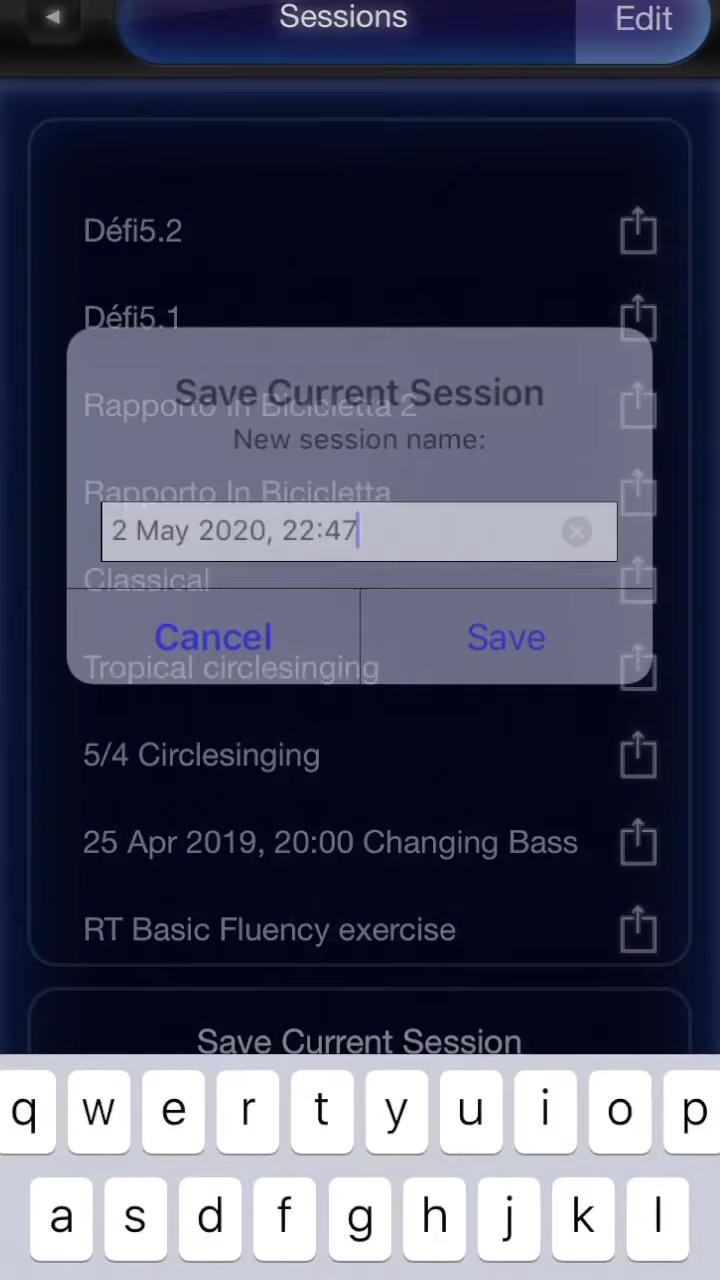 Sessions
Edit
Défi5.2
Défi5.1
Save Current Session
Rapporto In Bicicletta 2
New session name:
Rapporto In Bicicletta
2 May 2020, 22:47
Classical
Cancel
Save
Tropical circlesinging
5/4 Circlesinging
25 Apr 2019, 20:00 Changing Bass
RT Basic Fluency exercise
Save Current Session
q w e r t y u i o p
a s d f g h j k l